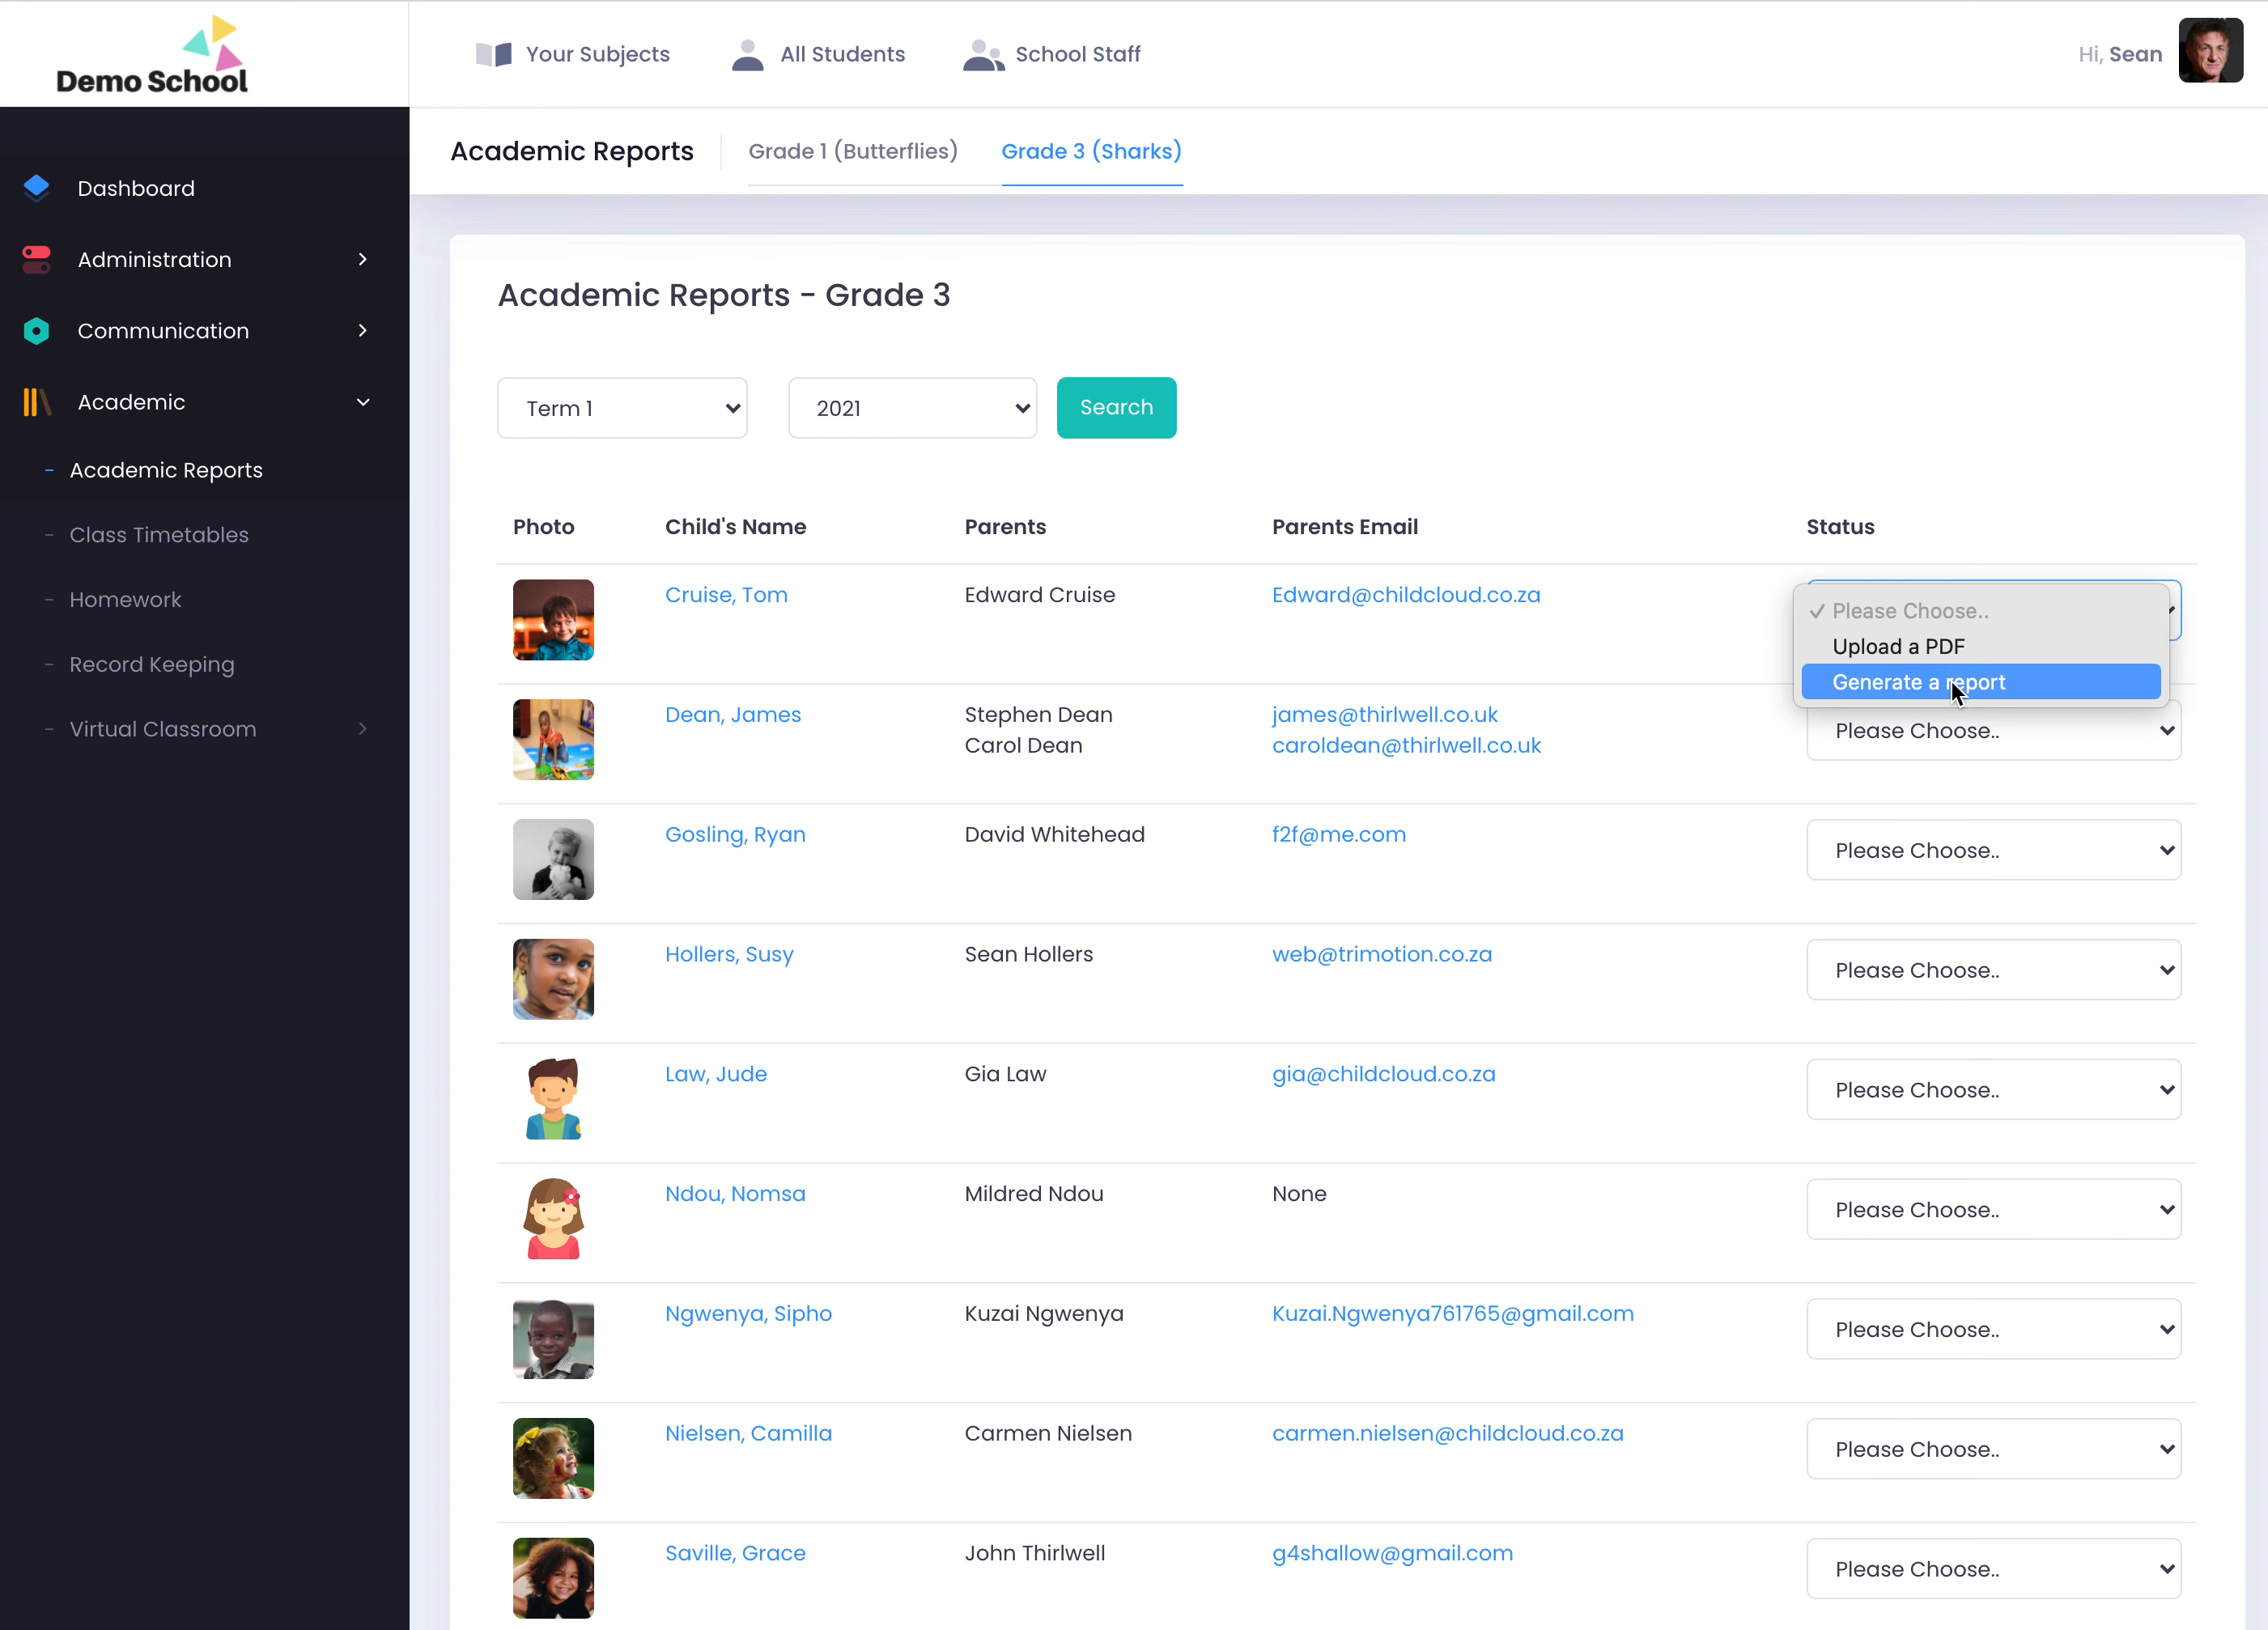 Demo School
Your Subjects
All Students
School Staff
Hi, Sean
Academic Reports
Grade 1 (Butterflies)
Grade 3 (Sharks)
Dashboard
Administration
Communication
Academic
- Academic Reports
- Class Timetables
- Homework
- Record Keeping
- Virtual Classroom
Academic Reports - Grade 3
Term 1
2021
Search
Photo Child's Name Parents Parents Email Status
Cruise, Tom Edward Cruise Edward@childcloud.co.za
✓ Please Choose..
Upload a PDF
Generate a report
Dean, James Stephen Dean james@thirlwell.co.uk
Carol Dean caroldean@thirlwell.co.uk
Please Choose..
Gosling, Ryan David Whitehead f2f@me.com
Please Choose..
Hollers, Susy Sean Hollers web@trimotion.co.za
Please Choose..
Law, Jude Gia Law gia@childcloud.co.za
Please Choose..
Ndou, Nomsa Mildred Ndou None
Please Choose..
Ngwenya, Sipho Kuzai Ngwenya Kuzai.Ngwenya761765@gmail.com
Please Choose..
Nielsen, Camilla Carmen Nielsen carmen.nielsen@childcloud.co.za
Please Choose..
Saville, Grace John Thirlwell g4shallow@gmail.com
Please Choose..